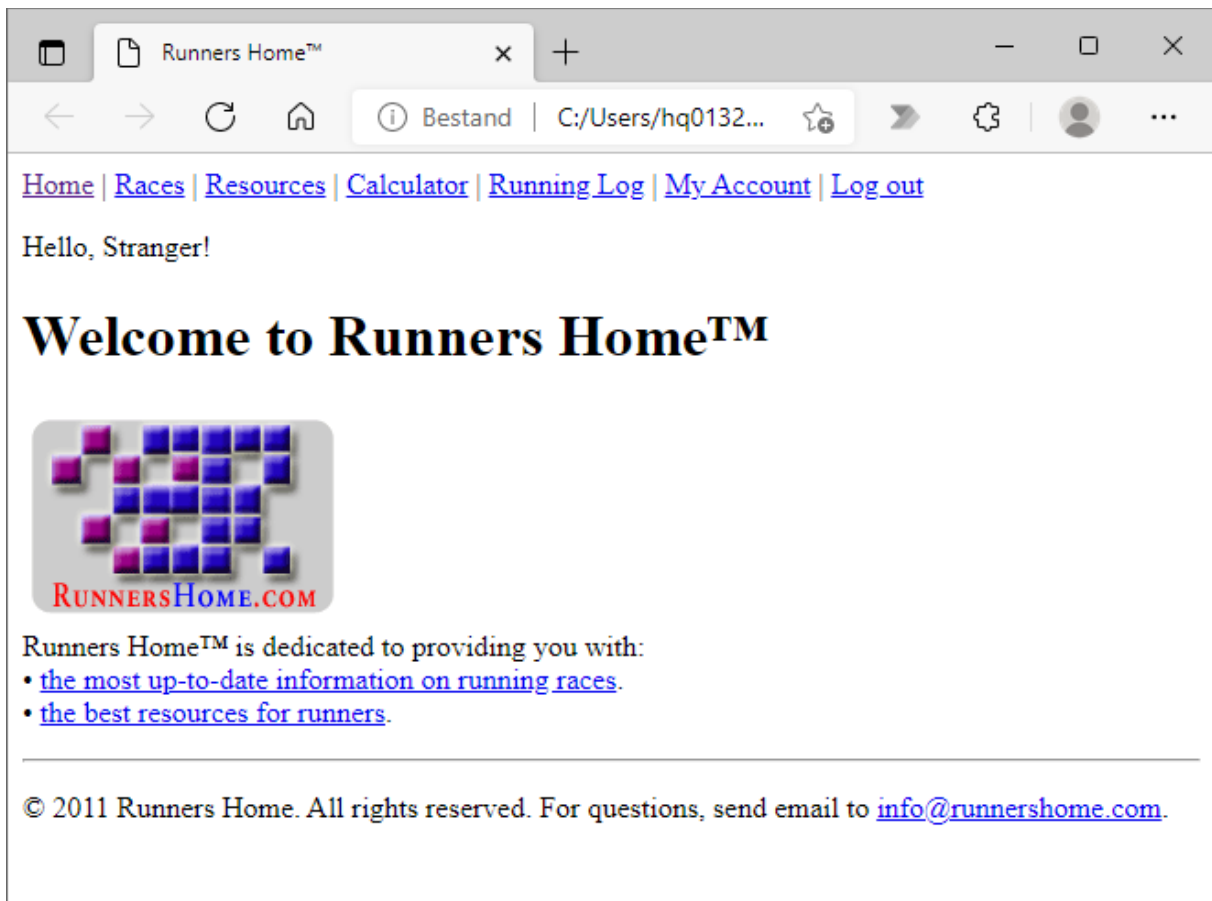 Runners Home™
Bestand | C:/Users/hq0132...
Home | Races | Resources | Calculator | Running Log | My Account | Log out
Hello, Stranger!
Welcome to Runners Home™
RUNNERSHOME.COM
Runners Home™ is dedicated to providing you with:
• the most up-to-date information on running races.
• the best resources for runners.
© 2011 Runners Home. All rights reserved. For questions, send email to info@runnershome.com.